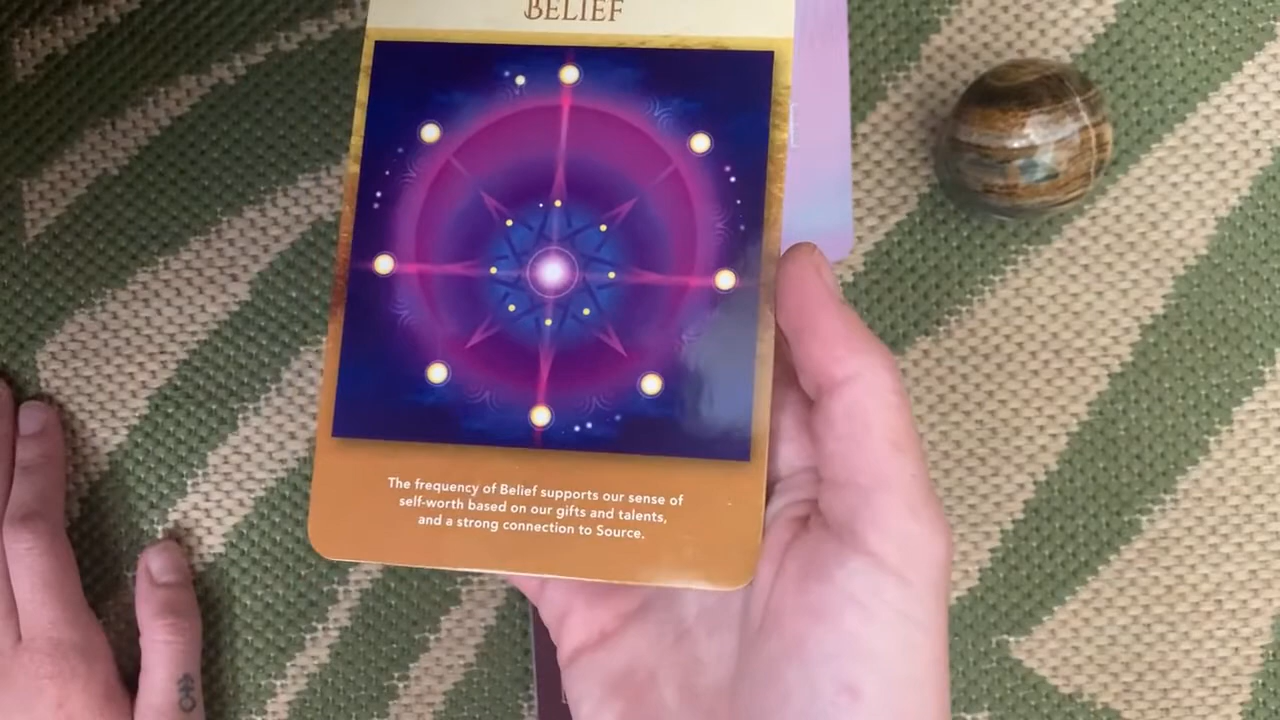 BELIEF
The frequency of Belief supports our sense of
self-worth based on our gifts and talents,
and a strong connection to Source.